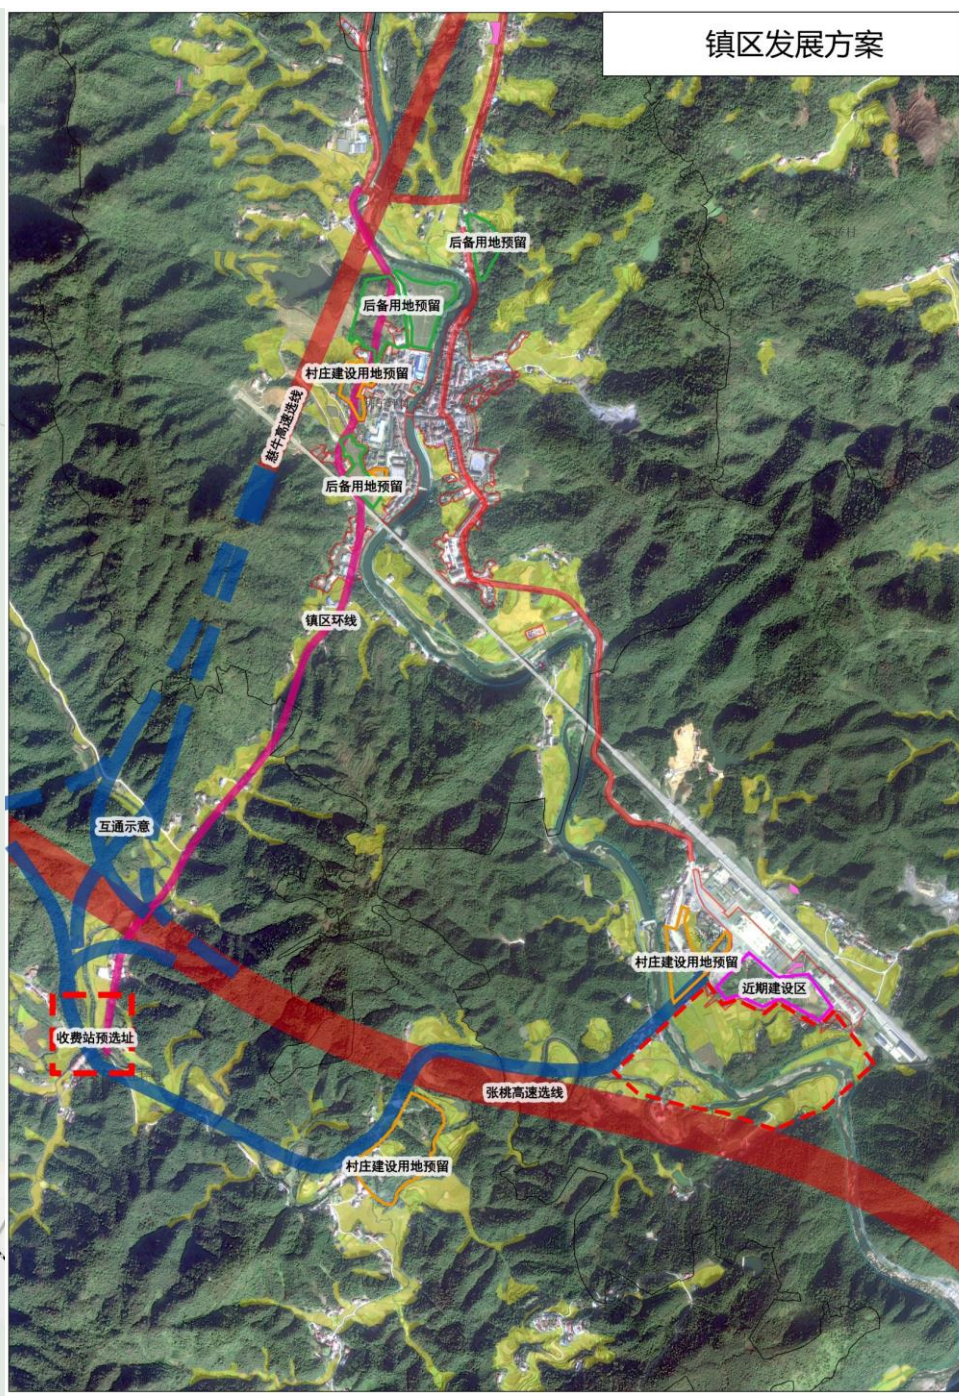 镇区发展方案
后备用地预留
后备用地预留
村庄建设用地预留
慈牛高速选线
后备用地预留
镇区环线
互通示意
村庄建设用地预留
近期建设区
收费站预选址
张桃高速选线
村庄建设用地预留